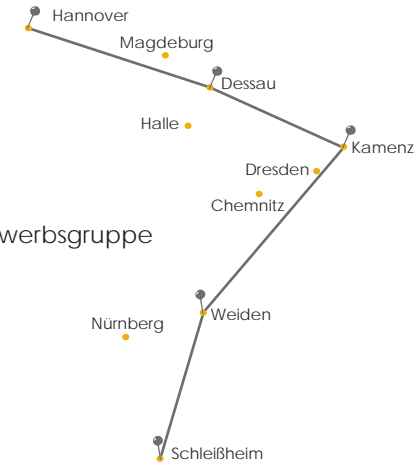 Hannover
Magdeburg
Dessau
Halle
Kamenz
Dresden
Chemnitz
werbsgruppe
Weiden
Nürnberg
Schleißheim